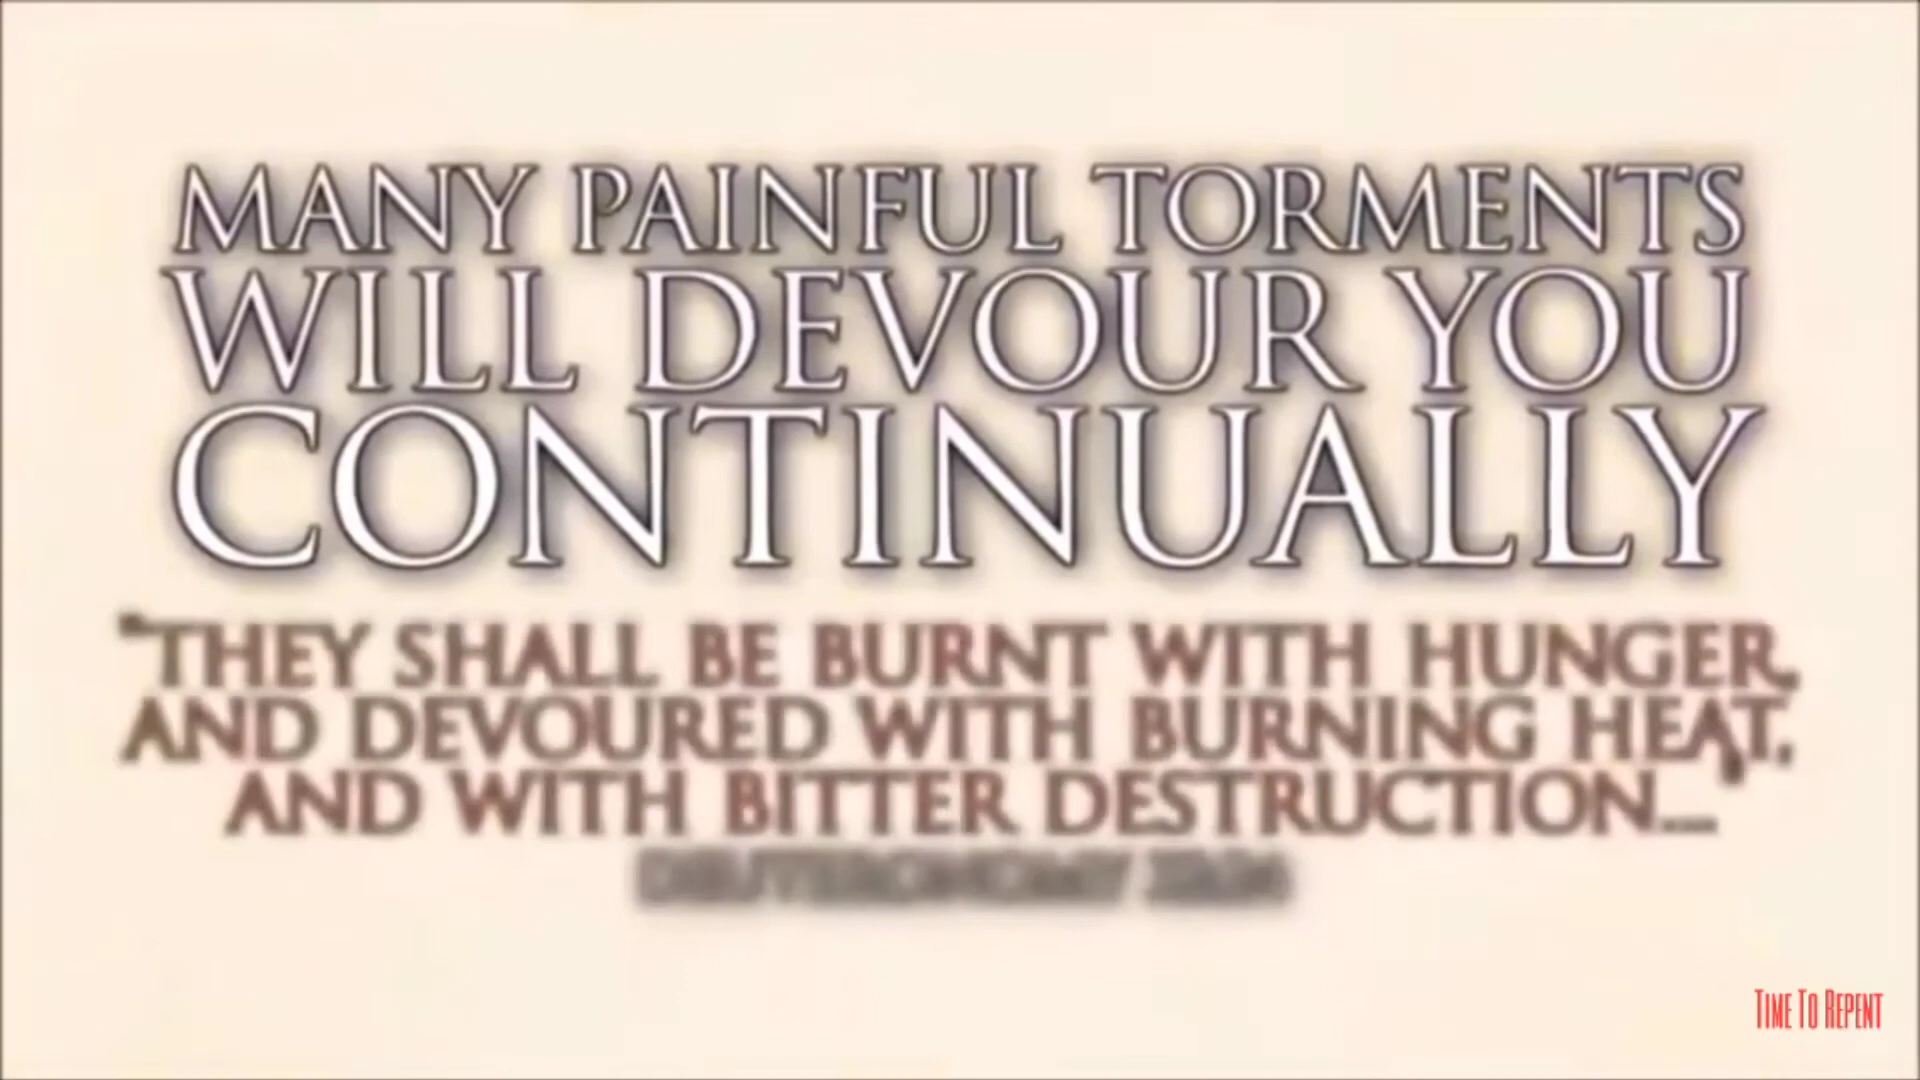 MANY PAINFUL TORMENTS
WILL DEVOUR YOU
CONTINUALLY
"THEY SHALL BE BURNT WITH HUNGER,
AND DEVOURED WITH BURNING HEAT,
AND WITH BITTER DESTRUCTION..."
DEUTERONOMY
TIME TO REPENT